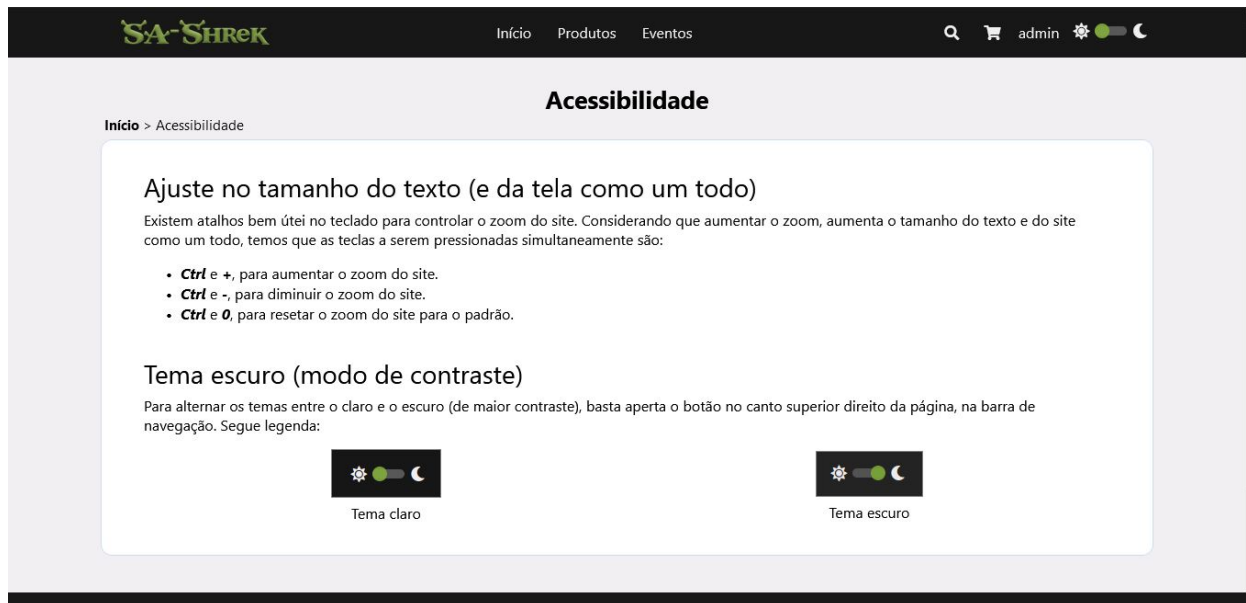 SA-SHREK
Início Produtos Eventos
admin
Acessibilidade
Início > Acessibilidade
Ajuste no tamanho do texto (e da tela como um todo)
Existem atalhos bem útei no teclado para controlar o zoom do site. Considerando que aumentar o zoom, aumenta o tamanho do texto e do site
como um todo, temos que as teclas a serem pressionadas simultaneamente são:
• Ctrl e +, para aumentar o zoom do site.
• Ctrl e -, para diminuir o zoom do site.
• Ctrl e 0, para resetar o zoom do site para o padrão.
Tema escuro (modo de contraste)
Para alternar os temas entre o claro e o escuro (de maior contraste), basta aperta o botão no canto superior direito da página, na barra de
navegação. Segue legenda:
Tema claro
Tema escuro